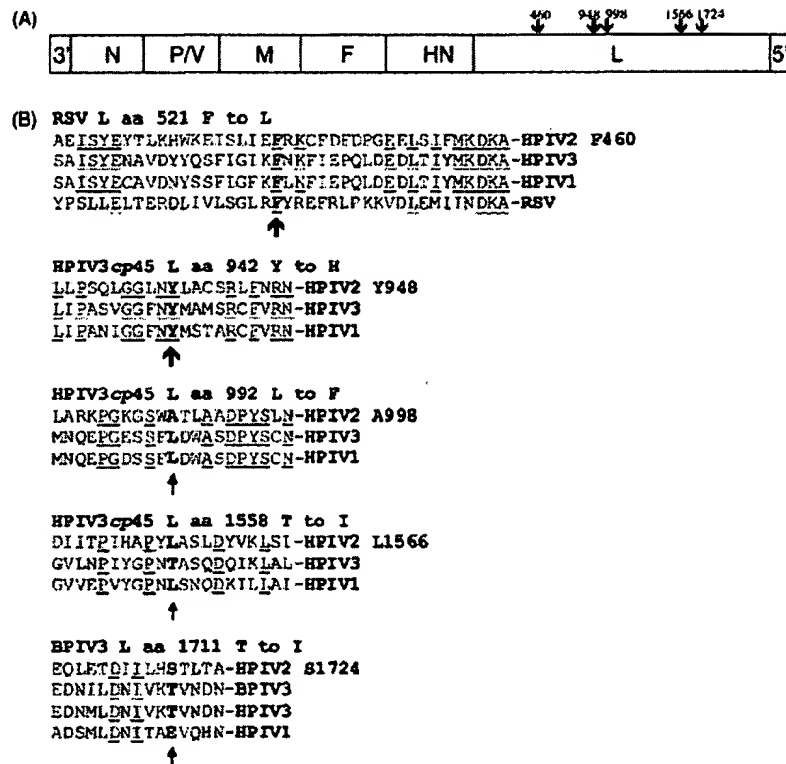 (A)
460 948 998 1566 1724
3' N P/V M F HN L 5'
(B) RSV L aa 521 F to L
AEISYEYTLKHWKEISLIEFRKCFDFDPGEELSIFMKDKA-HPIV2 F460
SAISYENAVDYYQSFIGIKFNKFIEPQLDEDLTIYMKDKA-HPIV3
SAISYECAVDNYSSFIGFKFLKFIEPQLDEDLTIYMKDKA-HPIV1
YPSLLELTERDLIVLSGLRFYREFRLPKKVDLEMIINDKA-RSV
HPIV3cp45 L aa 942 Y to H
LLPSQLGGLNYLACSRLFNRN-HPIV2 Y948
LIPASVGGFNYMAMSRCFVRN-HPIV3
LIPANIGGFNYMSTARCFVRN-HPIV1
HPIV3cp45 L aa 992 L to F
LARKPGKGSWATLAADPYSLN-HPIV2 A998
MNQEPGESSFLDWASDPYSCN-HPIV3
MNQEPGDSSFLDWASDPYSCN-HPIV1
HPIV3cp45 L aa 1558 T to I
DIITPIHAPYLASLDYVKLSI-HPIV2 L1566
GVLNPIYGPNTASQDQIKLAL-HPIV3
GVVEPVYGPNLSNQDKILLAI-HPIV1
BPIV3 L aa 1711 T to I
EQLETDIILHSTLTA-HPIV2 S1724
EDNILDNIVKTVNDN-BPIV3
EDNMLDNIVKTVNDN-HPIV3
ADSMLDNITAEVQHN-HPIV1